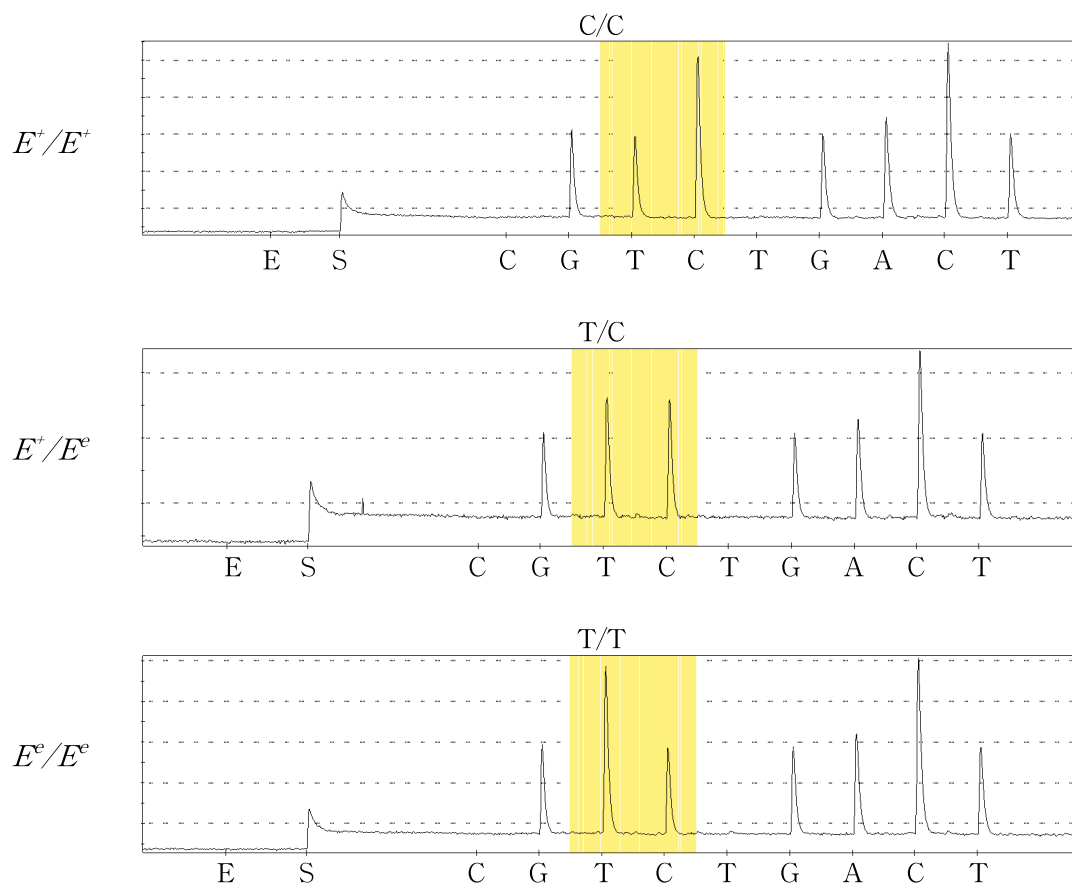 C/C
E⁺/E⁺
E S C G T C T G A C T
T/C
E⁺/Eᵉ
E S C G T C T G A C T
T/T
Eᵉ/Eᵉ
E S C G T C T G A C T